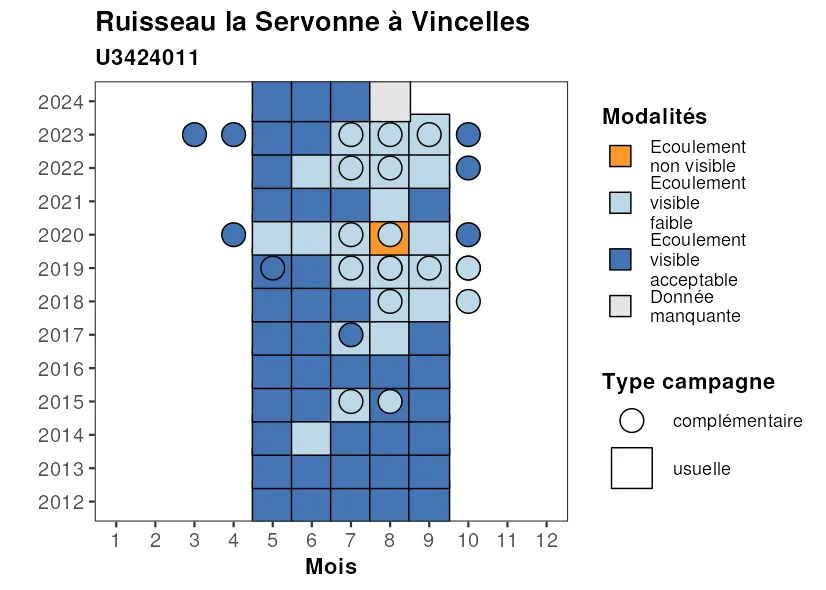 Ruisseau la Servonne à Vincelles
U3424011
2024
2023
2022
2021
2020
2019
2018
2017
2016
2015
2014
2013
2012
1 2 3 4 5 6 7 8 9 10 11 12
Mois
Modalités
Ecoulement
non visible
Ecoulement
visible
faible
Ecoulement
visible
acceptable
Donnée
manquante
Type campagne
complémentaire
usuelle